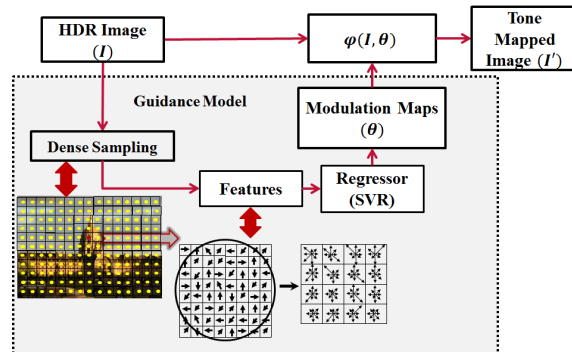 HDR Image
(I)
φ(I, θ)
Tone
Mapped
Image (I′)
Guidance Model
Modulation Maps
(θ)
Dense Sampling
Features
Regressor
(SVR)